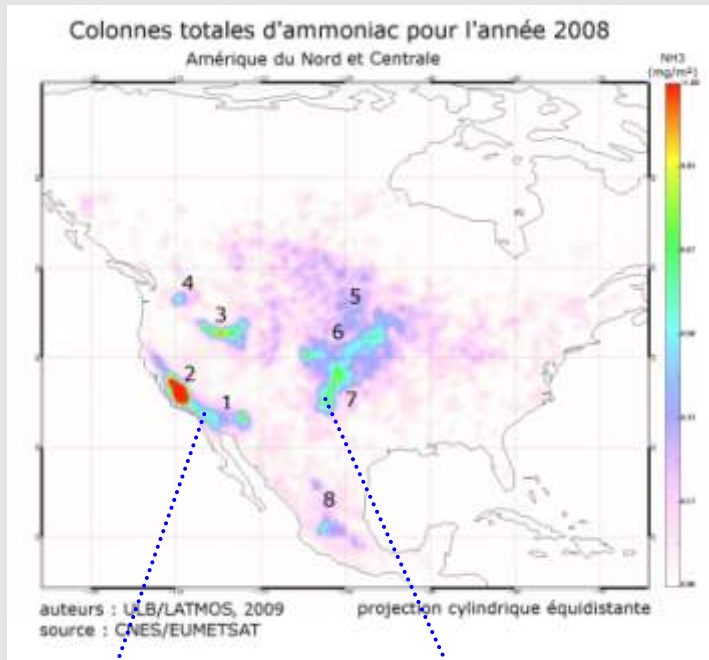 Colonnes totales d'ammoniac pour l'année 2008
Amérique du Nord et Centrale
NH3
(mg/m²)
4
5
3
6
2
1
7
8
auteurs : ULB/LATMOS, 2009
projection cylindrique équidistante
source : CNES/EUMETSAT